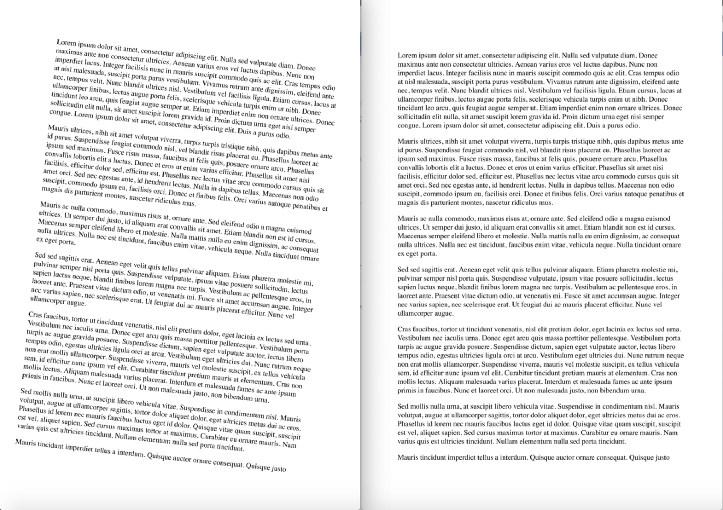 Lorem ipsum dolor sit amet, consectetur adipiscing elit. Nulla sed vulputate diam. Donec
maximus ante non consectetur ultricies. Aenean varius eros vel luctus dapibus. Nunc non
imperdiet lacus. Integer facilisis nunc in mauris suscipit commodo quis ac elit. Cras tempus odio
at nisl malesuada, suscipit porta purus vestibulum. Vivamus rutrum ante dignissim, eleifend ante
nec, tempus velit. Nunc blandit ultrices nisl. Vestibulum vel facilisis ligula. Etiam cursus, lacus at
ullamcorper finibus, lectus augue porta felis, scelerisque vehicula turpis enim ut nibh. Donec
tincidunt leo arcu, quis feugiat augue semper ut. Etiam imperdiet enim non ultrices ornare. Donec
sollicitudin elit nulla, sit amet suscipit lorem gravida id. Proin dictum urna eget nisi semper
congue. Lorem ipsum dolor sit amet, consectetur adipiscing elit. Duis a purus odio.
Mauris ultrices, nibh sit amet volutpat viverra, turpis turpis tristique nibh, quis dapibus metus ante
id purus. Suspendisse feugiat commodo nisl, vel blandit risus placerat eu. Phasellus laoreet ac
ipsum sed maximus. Fusce risus massa, faucibus at felis quis, posuere ornare arcu. Phasellus
convallis lobortis elit a luctus. Donec et eros ut enim varius efficitur. Phasellus sit amet nisl
facilisis, efficitur dolor sed, efficitur est. Phasellus nec lectus vitae arcu commodo cursus quis sit
amet orci. Sed nec egestas ante, id hendrerit lectus. Nulla in dapibus tellus. Maecenas non odio
suscipit, commodo ipsum eu, facilisis orci. Donec et finibus felis. Orci varius natoque penatibus et
magnis dis parturient montes, nascetur ridiculus mus.
Mauris ac nulla commodo, maximus risus at, ornare ante. Sed eleifend odio a magna euismod
ultrices. Ut semper dui justo, id aliquam erat convallis sit amet. Etiam blandit non est id cursus.
Maecenas semper eleifend libero et molestie. Nulla mattis nulla eu enim dignissim, ac consequat
nulla ultrices. Nulla nec est tincidunt, faucibus enim vitae, vehicula neque. Nulla tincidunt ornare
ex eget porta.
Sed sed sagittis erat. Aenean eget velit quis tellus pulvinar aliquam. Etiam pharetra molestie mi,
pulvinar semper nisl porta quis. Suspendisse vulputate, ipsum vitae posuere sollicitudin, lectus
sapien lacus neque, blandit finibus lorem magna nec turpis. Vestibulum ac pellentesque eros, in
laoreet ante. Praesent vitae dictum odio, ut venenatis mi. Fusce sit amet accumsan augue. Integer
nec varius sapien, nec scelerisque erat. Ut feugiat dui ac mauris placerat efficitur. Nunc vel
ullamcorper augue.
Cras faucibus, tortor ut tincidunt venenatis, nisl elit pretium dolor, eget lacinia ex lectus sed urna.
Vestibulum nec iaculis urna. Donec eget arcu quis massa porttitor pellentesque. Vestibulum porta
turpis ac augue gravida posuere. Suspendisse dictum, sapien eget vulputate auctor, lectus libero
tempus odio, egestas ultricies ligula orci at lectus. Vestibulum vel efficitur dui. Nunc rutrum neque
non erat mollis ullamcorper. Suspendisse viverra, mauris vel molestie suscipit, ex tellus vehicula
sem, id efficitur nunc ipsum vel elit. Curabitur tincidunt pretium mauris at elementum. Cras non
mollis lectus. Aliquam malesuada varius placerat. Interdum et malesuada fames ac ante ipsum
primis in faucibus. Nunc et laoreet orci. Ut non malesuada justo, non bibendum urna.
Sed mollis nulla urna, at suscipit libero vehicula vitae. Suspendisse in condimentum nisl. Mauris
volutpat, augue at ullamcorper sagittis, tortor dolor aliquet dolor, eget ultricies metus dui ac eros.
Phasellus id lorem nec mauris faucibus luctus in et massa. Quisque vitae quam suscipit, suscipit
est vel, aliquet sapien. Sed cursus maximus tortor at maximus. Curabitur eu ornare mauris. Nam
varius quis est ultricies tincidunt. Nullam elementum nulla sed porta tincidunt.
Mauris tincidunt imperdiet tellus a interdum. Quisque auctor ornare consequat. Quisque justo
Lorem ipsum dolor sit amet, consectetur adipiscing elit. Nulla sed vulputate diam. Donec
maximus ante non consectetur ultricies. Aenean varius eros vel luctus dapibus. Nunc non
imperdiet lacus. Integer facilisis nunc in mauris suscipit commodo quis ac elit. Cras tempus odio
at nisl malesuada, suscipit porta purus vestibulum. Vivamus rutrum ante dignissim, eleifend ante
nec, tempus velit. Nunc blandit ultrices nisl. Vestibulum vel facilisis ligula. Etiam cursus, lacus at
ullamcorper finibus, lectus augue porta felis, scelerisque vehicula turpis enim ut nibh. Donec
tincidunt leo arcu, quis feugiat augue semper ut. Etiam imperdiet enim non ultrices ornare. Donec
sollicitudin elit nulla, sit amet suscipit lorem gravida id. Proin dictum urna eget nisi semper
congue. Lorem ipsum dolor sit amet, consectetur adipiscing elit. Duis a purus odio.
Mauris ultrices, nibh sit amet volutpat viverra, turpis turpis tristique nibh, quis dapibus metus ante
id purus. Suspendisse feugiat commodo nisl, vel blandit risus placerat eu. Phasellus laoreet ac
ipsum sed maximus. Fusce risus massa, faucibus at felis quis, posuere ornare arcu. Phasellus
convallis lobortis elit a luctus. Donec et eros ut enim varius efficitur. Phasellus sit amet nisl
facilisis, efficitur dolor sed, efficitur est. Phasellus nec lectus vitae arcu commodo cursus quis sit
amet orci. Sed nec egestas ante, id hendrerit lectus. Nulla in dapibus tellus. Maecenas non odio
suscipit, commodo ipsum eu, facilisis orci. Donec et finibus felis. Orci varius natoque penatibus et
magnis dis parturient montes, nascetur ridiculus mus.
Mauris ac nulla commodo, maximus risus at, ornare ante. Sed eleifend odio a magna euismod
ultrices. Ut semper dui justo, id aliquam erat convallis sit amet. Etiam blandit non est id cursus.
Maecenas semper eleifend libero et molestie. Nulla mattis nulla eu enim dignissim, ac consequat
nulla ultrices. Nulla nec est tincidunt, faucibus enim vitae, vehicula neque. Nulla tincidunt ornare
ex eget porta.
Sed sed sagittis erat. Aenean eget velit quis tellus pulvinar aliquam. Etiam pharetra molestie mi,
pulvinar semper nisl porta quis. Suspendisse vulputate, ipsum vitae posuere sollicitudin, lectus
sapien lacus neque, blandit finibus lorem magna nec turpis. Vestibulum ac pellentesque eros, in
laoreet ante. Praesent vitae dictum odio, ut venenatis mi. Fusce sit amet accumsan augue. Integer
nec varius sapien, nec scelerisque erat. Ut feugiat dui ac mauris placerat efficitur. Nunc vel
ullamcorper augue.
Cras faucibus, tortor ut tincidunt venenatis, nisl elit pretium dolor, eget lacinia ex lectus sed urna.
Vestibulum nec iaculis urna. Donec eget arcu quis massa porttitor pellentesque. Vestibulum porta
turpis ac augue gravida posuere. Suspendisse dictum, sapien eget vulputate auctor, lectus libero
tempus odio, egestas ultricies ligula orci at lectus. Vestibulum vel efficitur dui. Nunc rutrum neque
non erat mollis ullamcorper. Suspendisse viverra, mauris vel molestie suscipit, ex tellus vehicula
sem, id efficitur nunc ipsum vel elit. Curabitur tincidunt pretium mauris at elementum. Cras non
mollis lectus. Aliquam malesuada varius placerat. Interdum et malesuada fames ac ante ipsum
primis in faucibus. Nunc et laoreet orci. Ut non malesuada justo, non bibendum urna.
Sed mollis nulla urna, at suscipit libero vehicula vitae. Suspendisse in condimentum nisl. Mauris
volutpat, augue at ullamcorper sagittis, tortor dolor aliquet dolor, eget ultricies metus dui ac eros.
Phasellus id lorem nec mauris faucibus luctus in et massa. Quisque vitae quam suscipit, suscipit
est vel, aliquet sapien. Sed cursus maximus tortor at maximus. Curabitur eu ornare mauris. Nam
varius quis est ultricies tincidunt. Nullam elementum nulla sed porta tincidunt.
Mauris tincidunt imperdiet tellus a interdum. Quisque auctor ornare consequat. Quisque justo